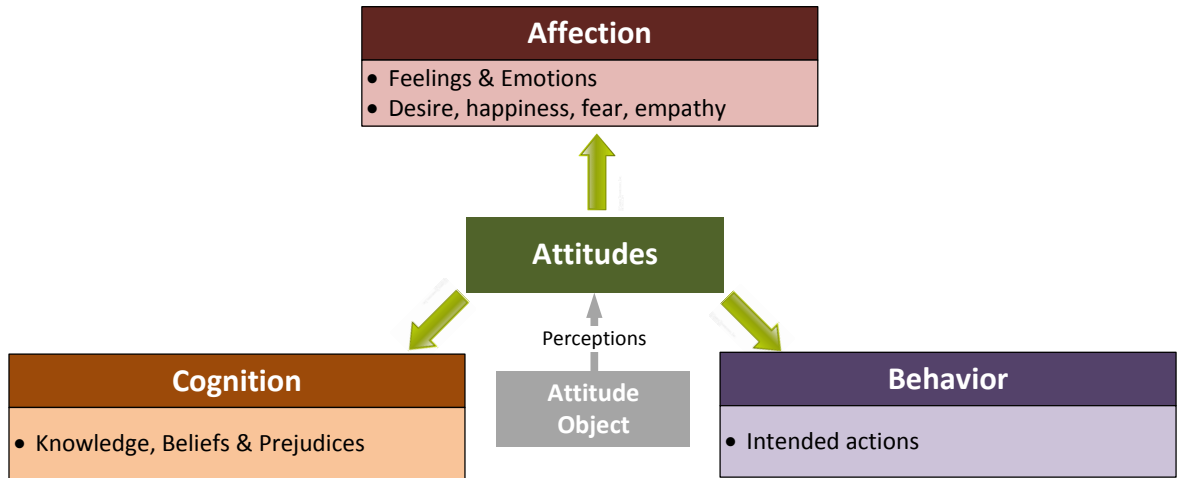 Affection
• Feelings & Emotions
• Desire, happiness, fear, empathy
Attitudes
Perceptions
Attitude
Object
Cognition
• Knowledge, Beliefs & Prejudices
Behavior
• Intended actions